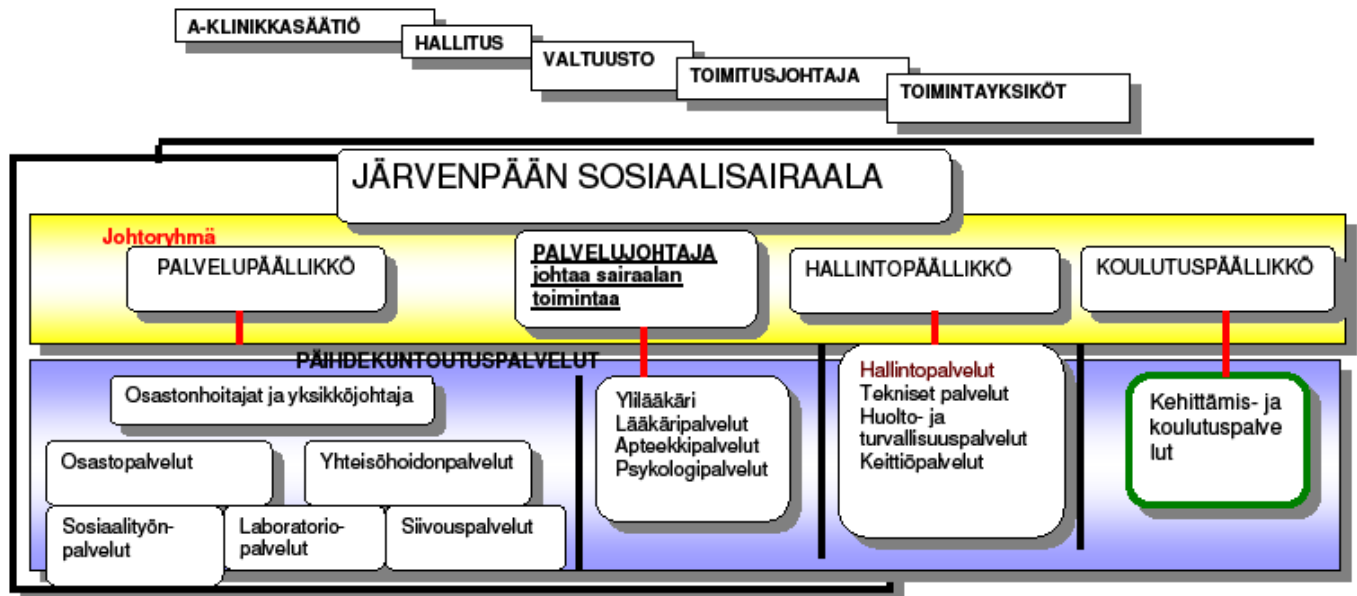 A-KLINIKKASÄÄTIÖ
HALLITUS
VALTUUSTO
TOIMITUSJOHTAJA
TOIMINTAYKSIKÖT
JÄRVENPÄÄN SOSIAALISAIRAALA
Johtoryhmä
PALVELUPÄÄLLIKKÖ
PALVELUJOHTAJA
johtaa sairaalan
toimintaa
HALLINTOPÄÄLLIKKÖ
KOULUTUSPÄÄLLIKKÖ
PÄIHDEKUNTOUTUSPALVELUT
Osastonhoitajat ja yksikköjohtaja
Osastopalvelut
Yhteisöhoidonpalvelut
Sosiaalityön-
palvelut
Laboratorio-
palvelut
Siivouspalvelut
Ylilääkäri
Lääkäripalvelut
Apteekkipalvelut
Psykologipalvelut
Hallintopalvelut
Tekniset palvelut
Huolto- ja
turvallisuuspalvelut
Keittiöpalvelut
Kehittämis- ja
koulutuspalve
lut